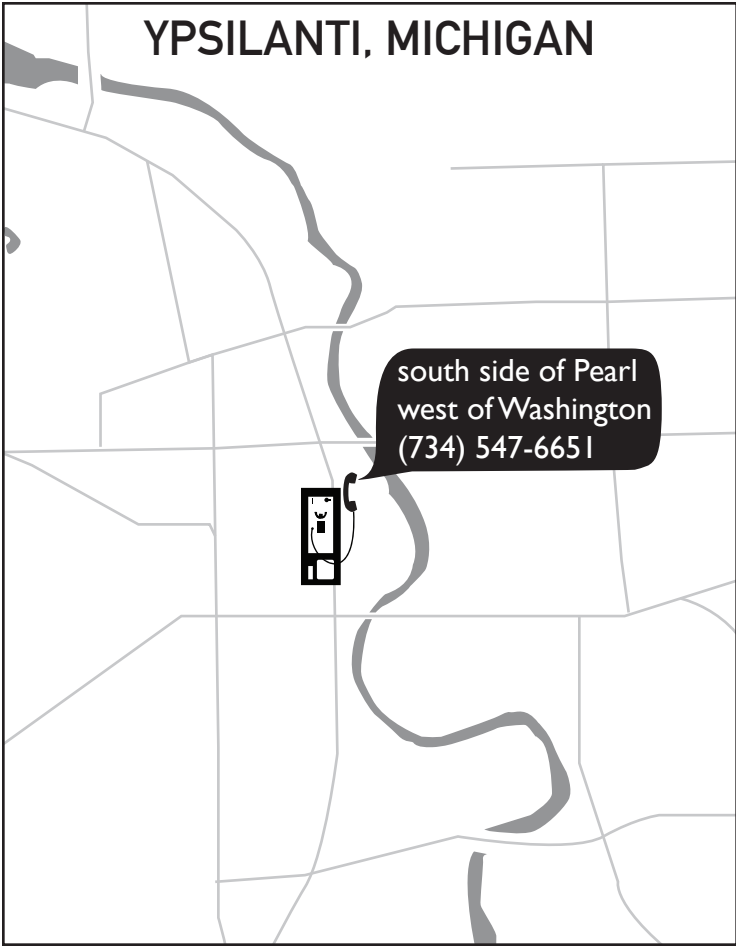 YPSILANTI, MICHIGAN
south side of Pearl
west of Washington
(734) 547-6651